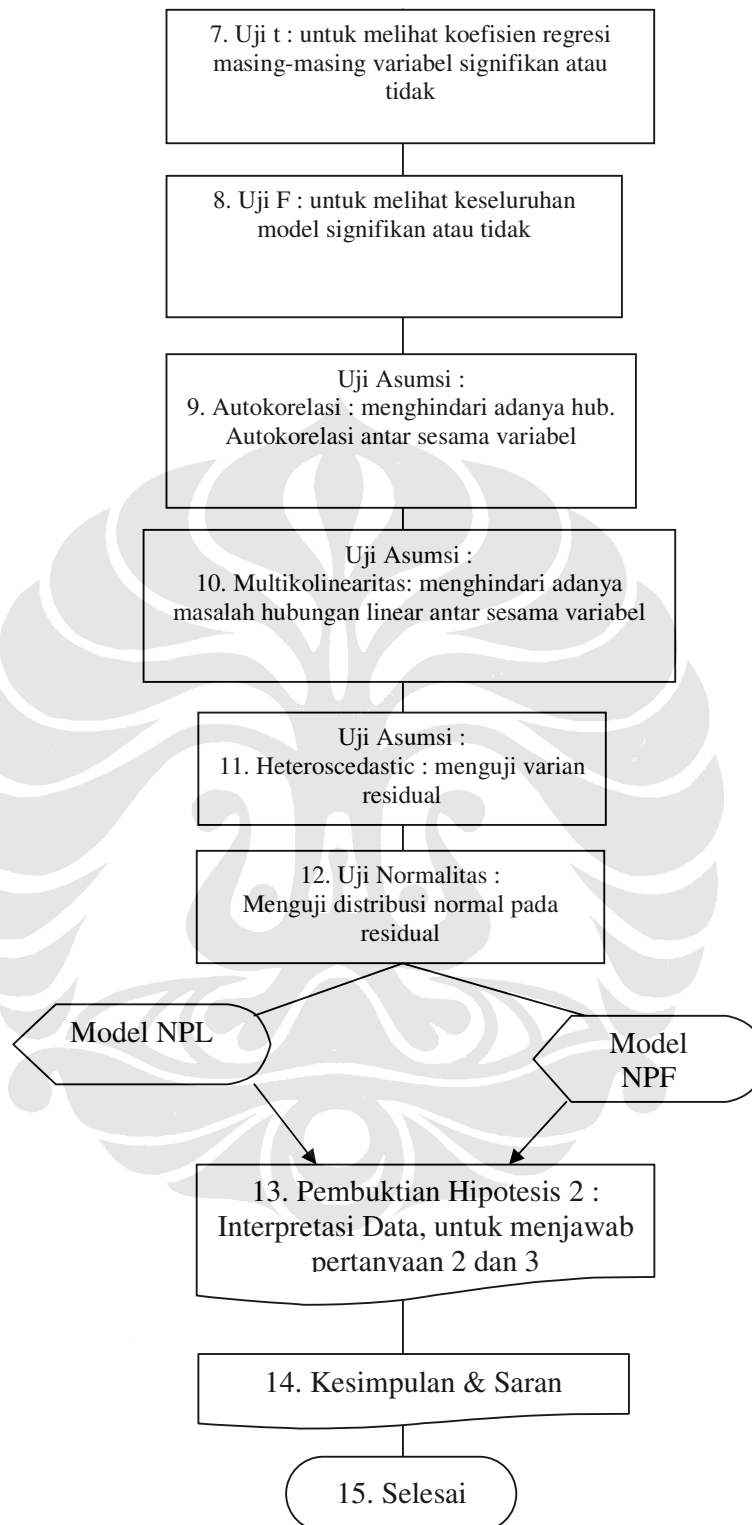 7. Uji t : untuk melihat koefisien regresi
masing-masing variabel signifikan atau
tidak
8. Uji F : untuk melihat keseluruhan
model signifikan atau tidak
Uji Asumsi :
9. Autokorelasi : menghindari adanya hub.
Autokorelasi antar sesama variabel
Uji Asumsi :
10. Multikolinearitas: menghindari adanya
masalah hubungan linear antar sesama variabel
Uji Asumsi :
11. Heteroscedastic : menguji varian
residual
12. Uji Normalitas :
Menguji distribusi normal pada
residual
Model NPL
Model
NPF
13. Pembuktian Hipotesis 2 :
Interpretasi Data, untuk menjawab
pertanyaan 2 dan 3
14. Kesimpulan & Saran
15. Selesai